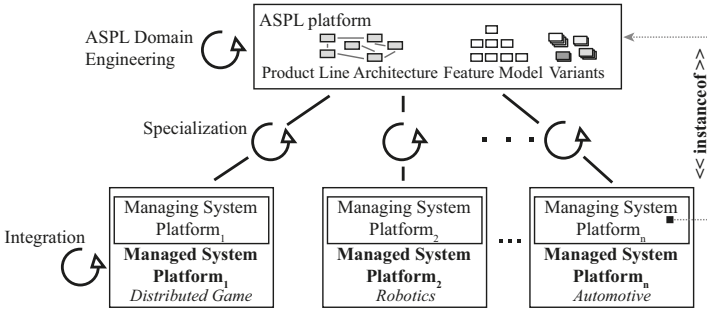 ASPL platform
ASPL Domain
Engineering
Product Line Architecture Feature Model Variants
<< instanceof >>
Specialization
Managing System
Platform1
Managing System
Platform2
Managing System
Platformn
Integration
Managed System
Platform1
Distributed Game
Managed System
Platform2
Robotics
Managed System
Platformn
Automotive